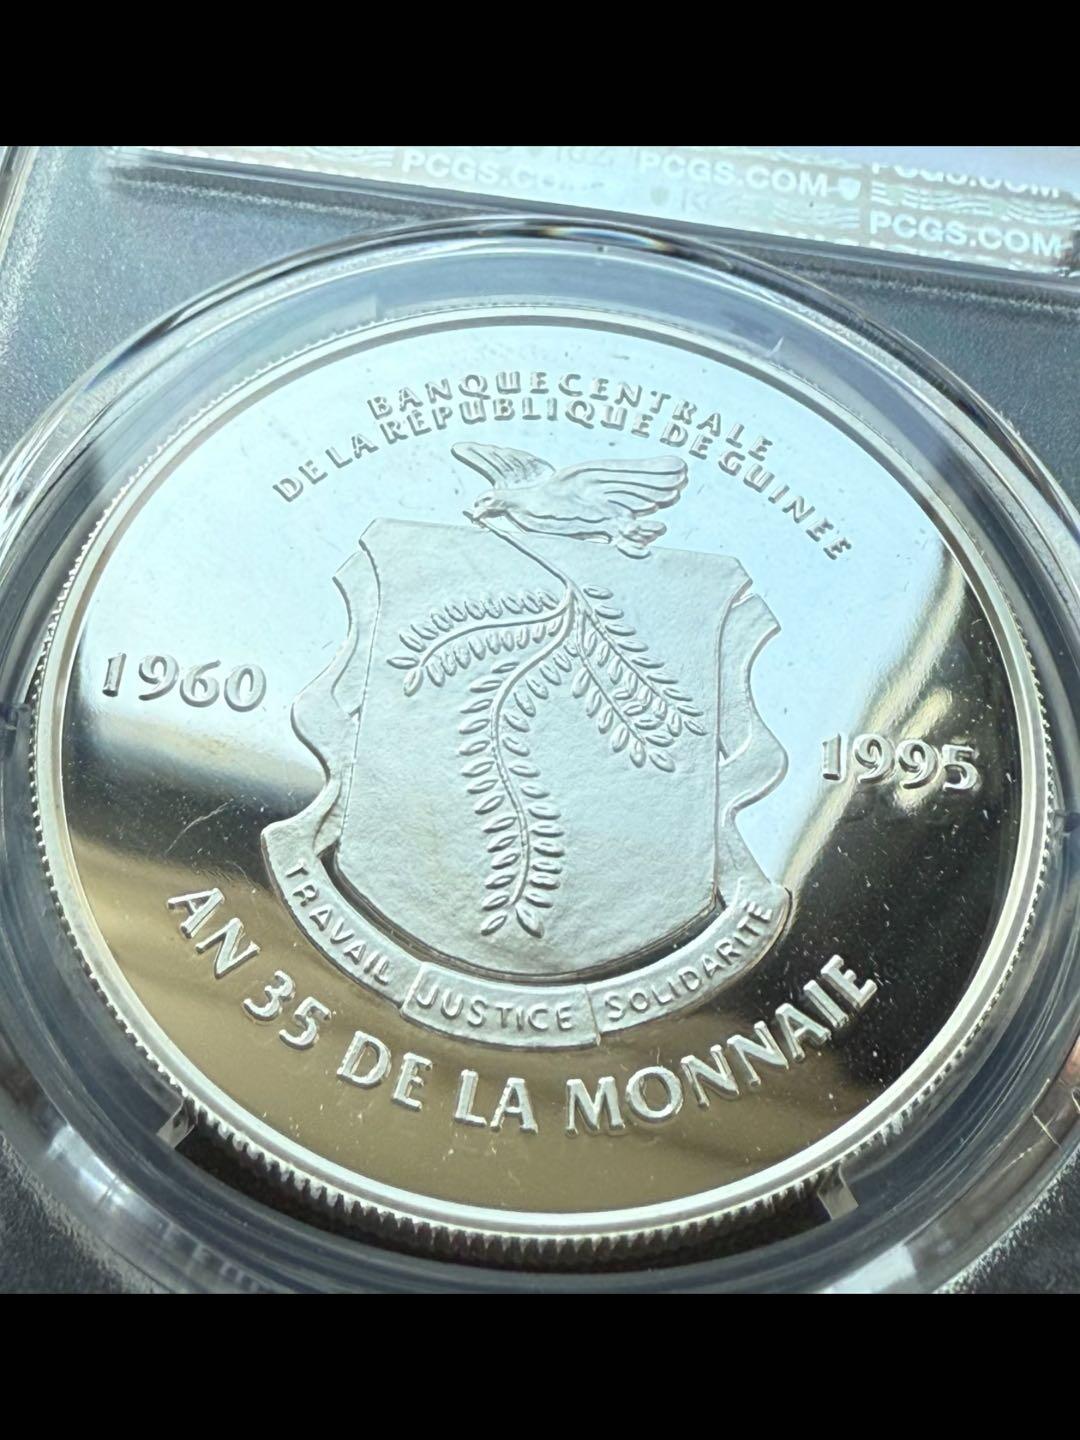 PCGS.COM
PCGS.COM
PCGS.COM
BANQUE CENTRALE
DE LA RÉPUBLIQUE DE GUINÉE
1960
1995
TRAVAIL JUSTICE SOLIDARITÉ
AN 35 DE LA MONNAIE